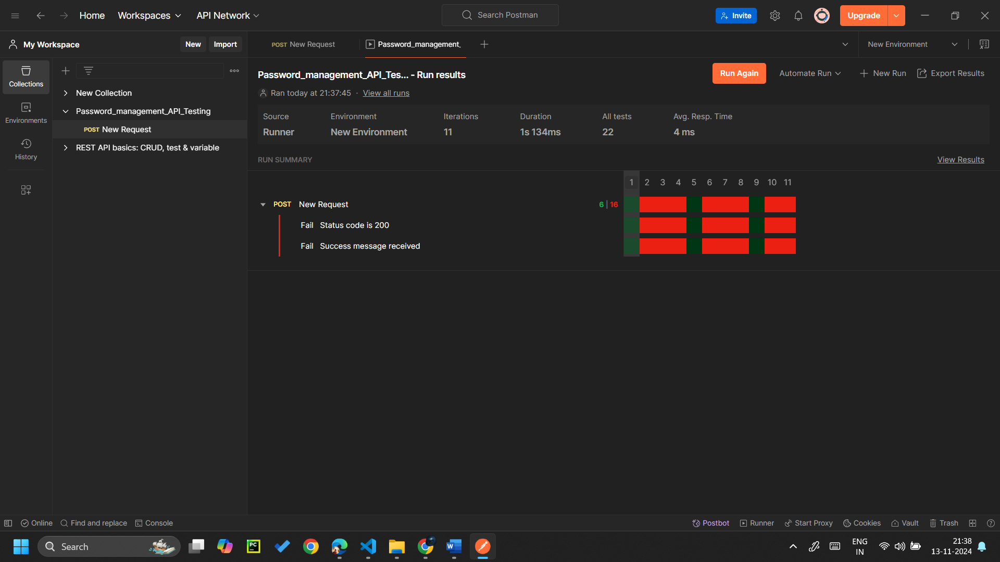 Home Workspaces API Network Search Postman Invite Upgrade
My Workspace New Import POST New Request Password_management_ New Environment
Collections
Environments
History
New Collection
Password_management_API_Testing
POST New Request
REST API basics: CRUD, test & variable
Password_management_API_Tes... - Run results Run Again Automate Run New Run Export Results
Ran today at 21:37:45 · View all runs
Source Environment Iterations Duration All tests Avg. Resp. Time
Runner New Environment 11 1s 134ms 22 4 ms
RUN SUMMARY View Results
1 2 3 4 5 6 7 8 9 10 11
POST New Request 6 | 16
Fail Status code is 200
Fail Success message received
Online Find and replace Console Postbot Runner Start Proxy Cookies Vault Trash
Search PC W ENG 21:38
IN 13-11-2024